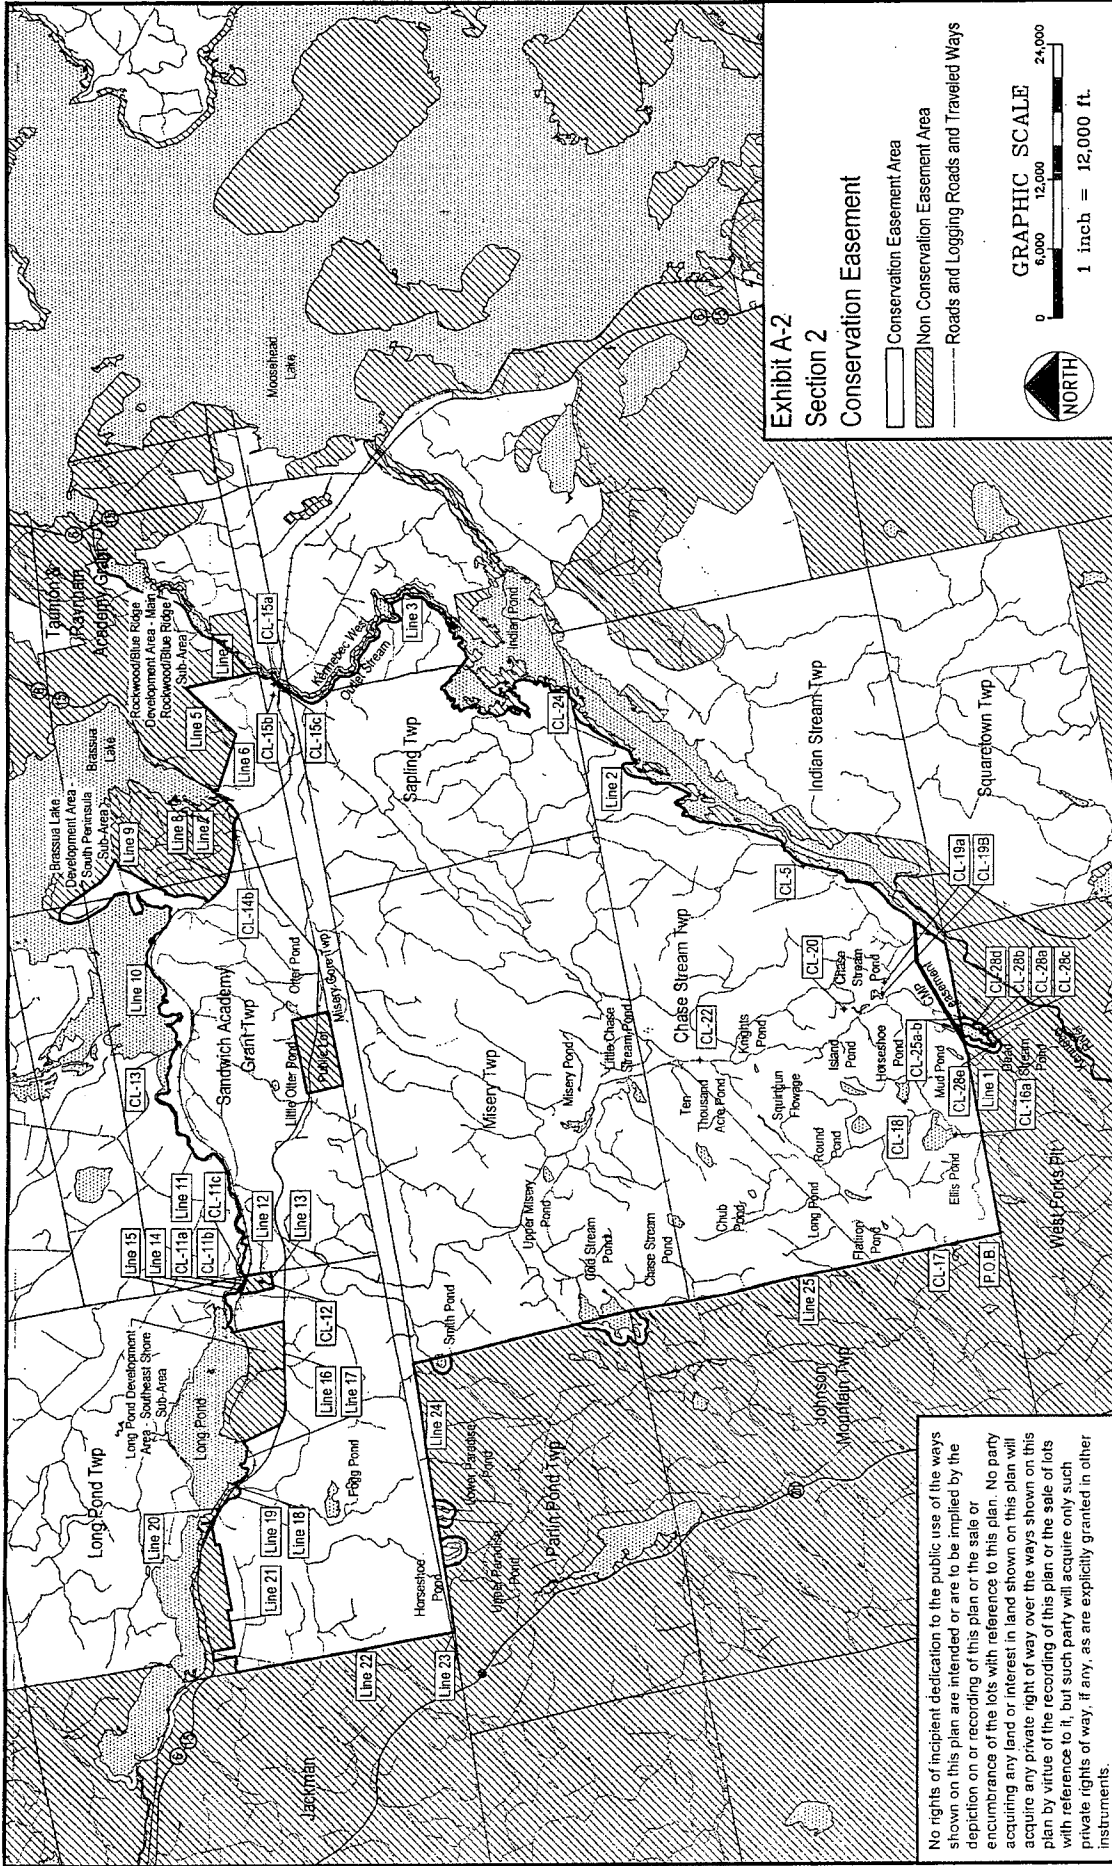 Exhibit A-2
Section 2
Conservation Easement
Conservation Easement Area
Non Conservation Easement Area
Roads and Logging Roads and Traveled Ways
NORTH
GRAPHIC SCALE
0
6,000
12,000
24,000
1 inch = 12,000 ft.
Taunton &
Raynham
Academy Grant
Moosehead
Lake
Rockwood/Blue Ridge
Development Area - Main
Rockwood/Blue Ridge
Sub-Area
Brassua
Lake
Brassua Lake
Development Area -
South Peninsula
Sub-Area
Line 4
Line 5
Line 6
Line 7
Line 8
Line 9
Line 10
CL-15a
CL-15b
CL-15c
Kennebec West
Outlet Stream
Line 3
Indian Pond
CL-24
Sapling Twp
Line 2
Indian Stream Twp
Squaretown Twp
CL-14b
CL-13
Sandwich Academy
Grant Twp
Otter Pond
Little Otter Pond
Public Lot
Misery Gore Twp
Misery Twp
Misery Pond
Little Chase
Stream Pond
Upper Misery
Pond
Cold Stream
Pond
Chase Stream
Pond
Chase Stream Twp
CL-22
Knights
Pond
Ten
Thousand
Acre Pond
Squirtgun
Flowage
CL-5
CL-20
Chase
Stream
Pond
CL-19a
CL-19B
CMP
easement
Island
Pond
Horseshoe
Pond
CL-25a-b
Mud Pond
CL-28e
CL-28d
CL-28b
CL-28a
CL-28c
Line 1
CL-16a
Dead
Stream
Pond
Round
Pond
CL-18
Ellis Pond
Chub
Pond
Long Pond
Flatiron
Pond
CL-17
P.O.B.
West Forks Plt
Line 25
Johnson
Mountain Twp
Line 15
Line 14
CL-11a
CL-11b
Line 11
CL-11c
Line 12
Line 13
CL-12
Line 16
Line 17
Long Pond Development
Area - Southeast Shore
Sub-Area
Long Pond
Long Pond Twp
Line 20
Line 19
Line 18
Line 21
Fogg Pond
Smith Pond
Line 24
Lower Paradise
Pond
Upper Paradise
Pond
Horseshoe
Pond
Parlin Pond Twp
Line 22
Line 23
Jackman
No rights of incipient dedication to the public use of the ways
shown on this plan are intended or are to be implied by the
depiction on or recording of this plan or the sale or
encumbrance of the lots with reference to this plan. No party
acquiring any land or interest in land shown on this plan will
acquire any private right of way over the ways shown on this
plan by virtue of the recording of this plan or the sale of lots
with reference to it, but such party will acquire only such
private rights of way, if any, as are explicitly granted in other
instruments.